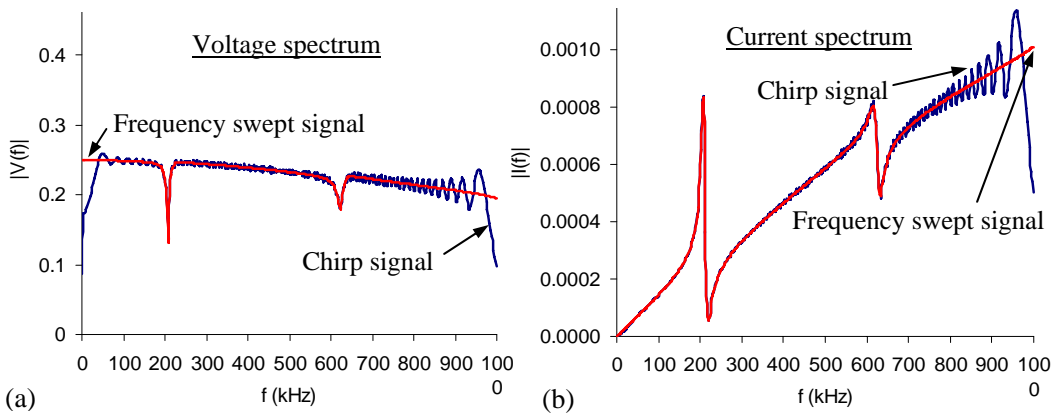 Voltage spectrum
0.4
0.3
0.2
0.1
0
|V(f)|
Frequency swept signal
Chirp signal
0 100 200 300 400 500 600 700 800 900 100
0
f (kHz)
(a)
Current spectrum
0.0010
0.0008
0.0006
0.0004
0.0002
0.0000
|I(f)|
Chirp signal
Frequency swept signal
0 100 200 300 400 500 600 700 800 900 100
0
f (kHz)
(b)